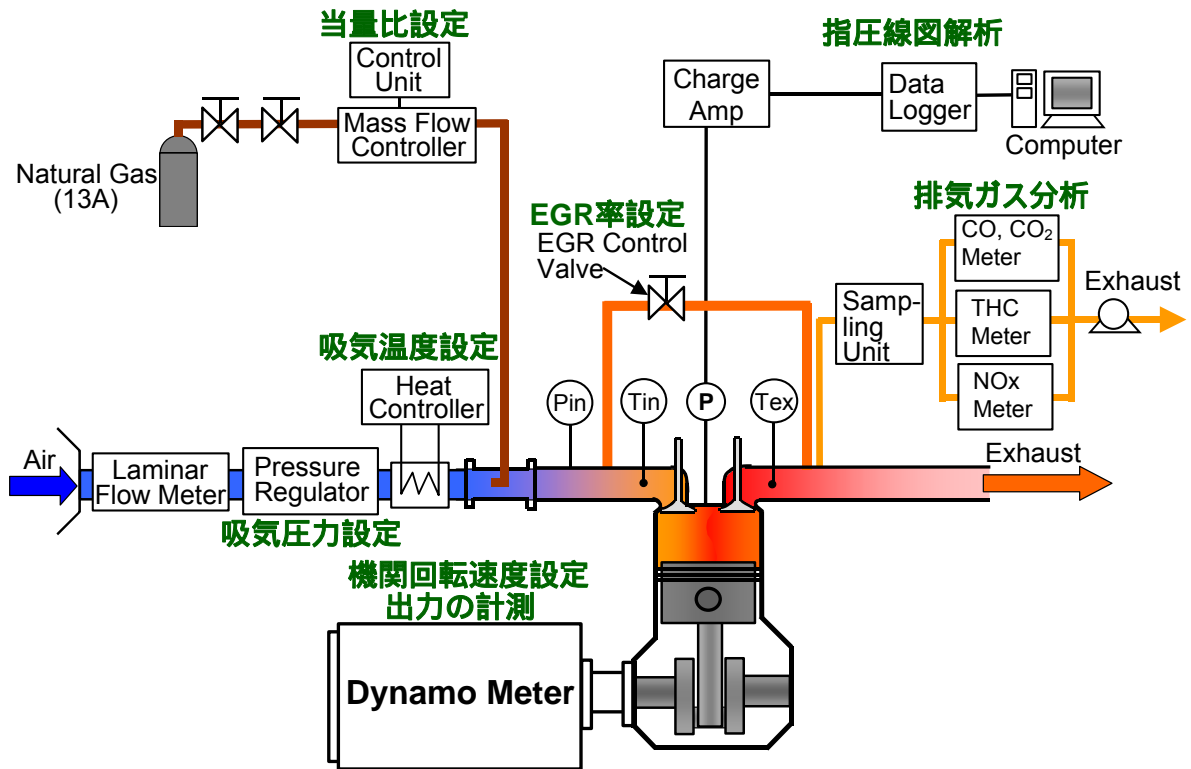 当量比設定
Control
Unit
Mass Flow
Controller
Natural Gas
(13A)
指圧線図解析
Charge
Amp
Data
Logger
Computer
排気ガス分析
CO, CO₂
Meter
THC
Meter
NOx
Meter
Samp-
ling
Unit
Exhaust
EGR率設定
EGR Control
Valve
吸気温度設定
Heat
Controller
Pin
Tin
P
Tex
Air
Laminar
Flow Meter
Pressure
Regulator
吸気圧力設定
Exhaust
機関回転速度設定
出力の計測
Dynamo Meter